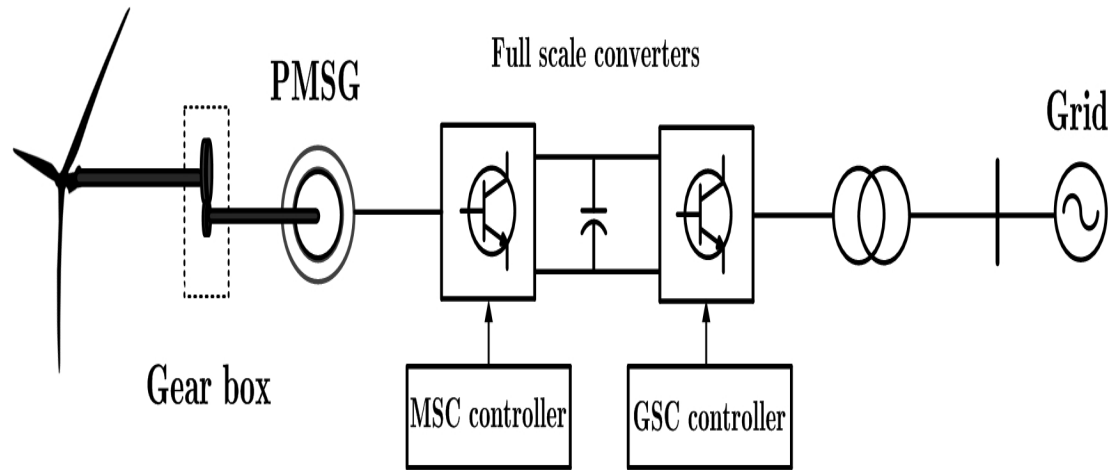 Full scale converters
PMSG
Grid
Gear box
MSC controller
GSC controller